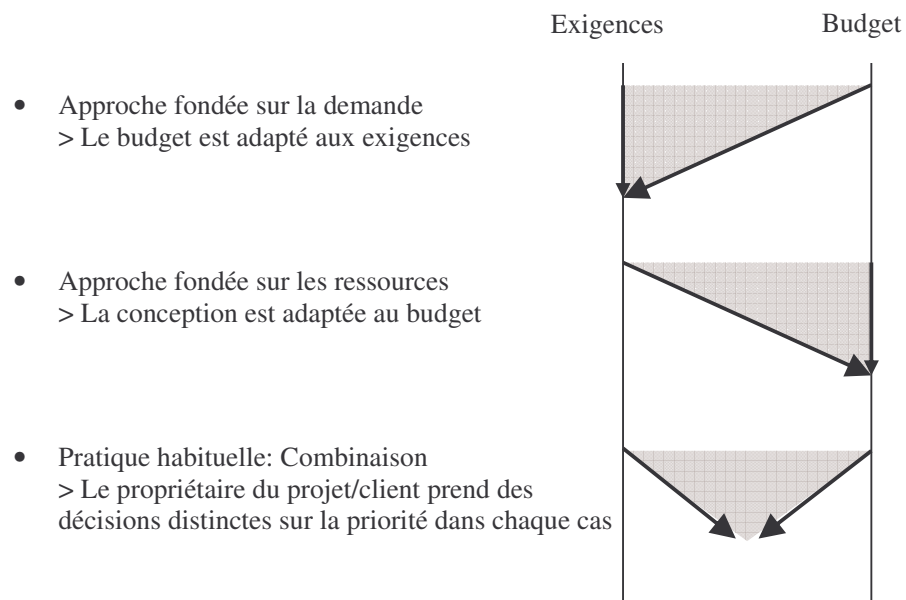 Exigences
Budget
• Approche fondée sur la demande
> Le budget est adapté aux exigences
• Approche fondée sur les ressources
> La conception est adaptée au budget
• Pratique habituelle: Combinaison
> Le propriétaire du projet/client prend des
décisions distinctes sur la priorité dans chaque cas